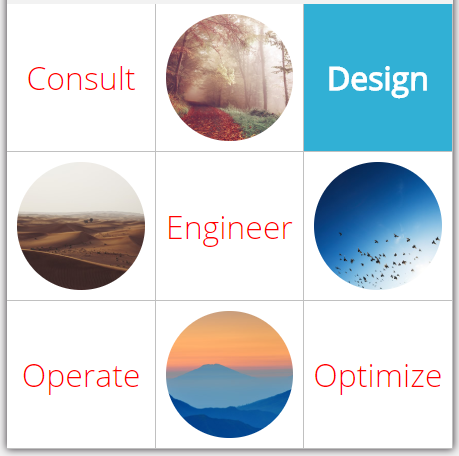 Consult
Design
Engineer
Operate
Optimize